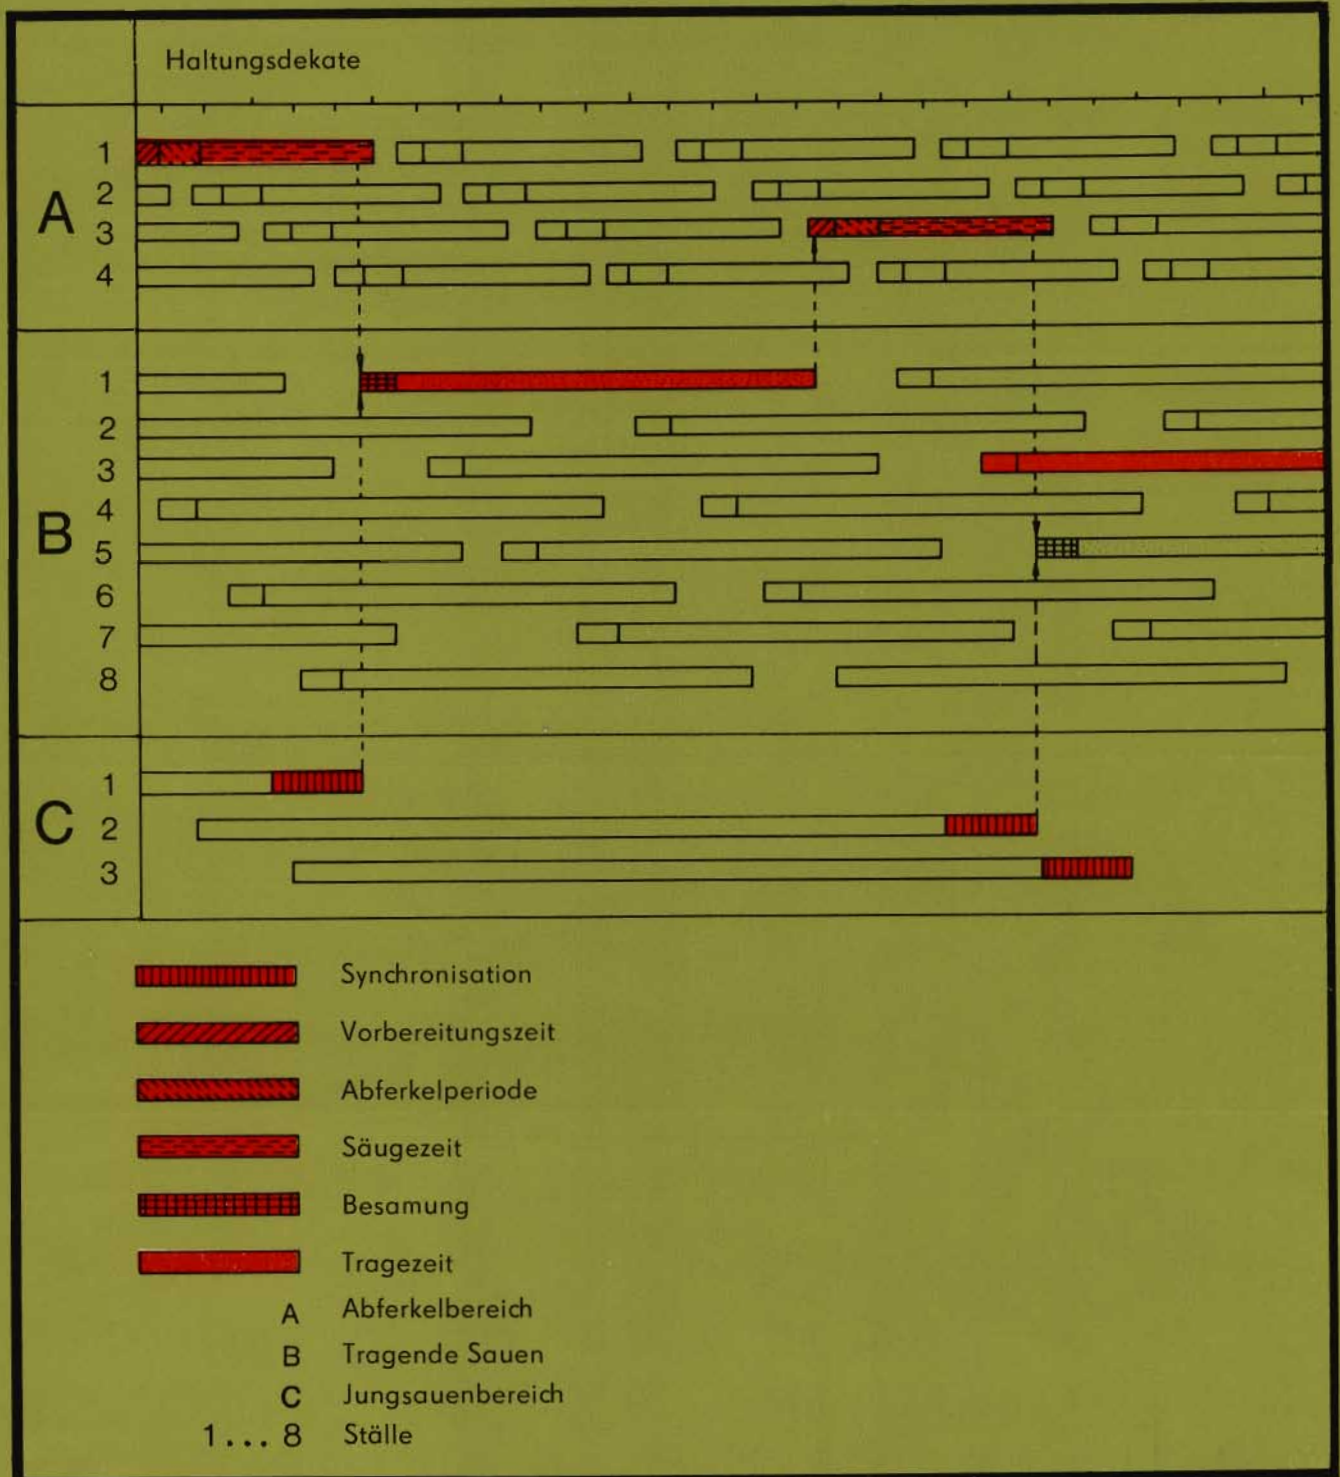 Haltungsdekate
A
1
2
3
4
B
1
2
3
4
5
6
7
8
C
1
2
3
Synchronisation
Vorbereitungszeit
Abferkelperiode
Säugezeit
Besamung
Tragezeit
A Abferkelbereich
B Tragende Sauen
C Jungsauenbereich
1...8 Ställe